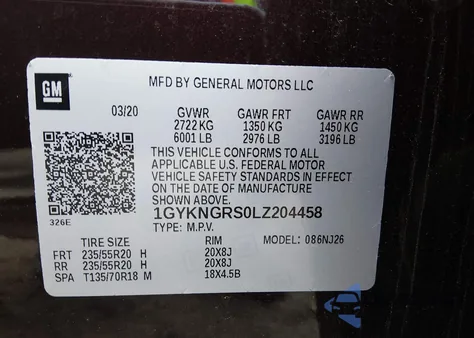 GM
MFD BY GENERAL MOTORS LLC
03/20 GVWR GAWR FRT GAWR RR
2722 KG 1350 KG 1450 KG
6001 LB 2976 LB 3196 LB
THIS VEHICLE CONFORMS TO ALL
APPLICABLE U.S. FEDERAL MOTOR
VEHICLE SAFETY STANDARDS IN EFFECT
ON THE DATE OF MANUFACTURE
SHOWN ABOVE.
326E
1GYKNGRS0LZ204458
TYPE: M.P.V. MODEL: 086NJ26
TIRE SIZE RIM
FRT 235/55R20 H 20X8J
RR 235/55R20 H 20X8J
SPA T135/70R18 M 18X4.5B